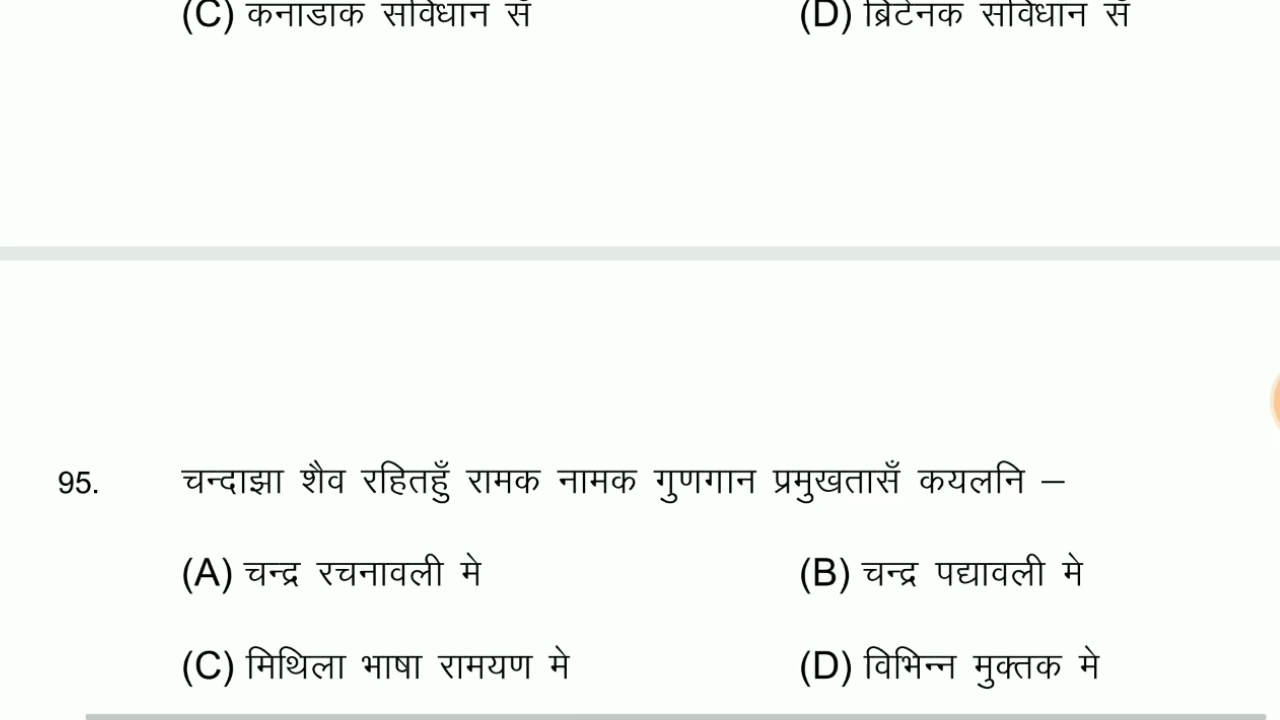 (C) कनाडाक संविधान सँ (D) ब्रिटेनक संविधान सँ
95. चन्दाझा शैव रहितहुँ रामक नामक गुणगान प्रमुखतासँ कयलनि –
(A) चन्द्र रचनावली मे (B) चन्द्र पद्यावली मे
(C) मिथिला भाषा रामयण मे (D) विभिन्न मुक्तक मे